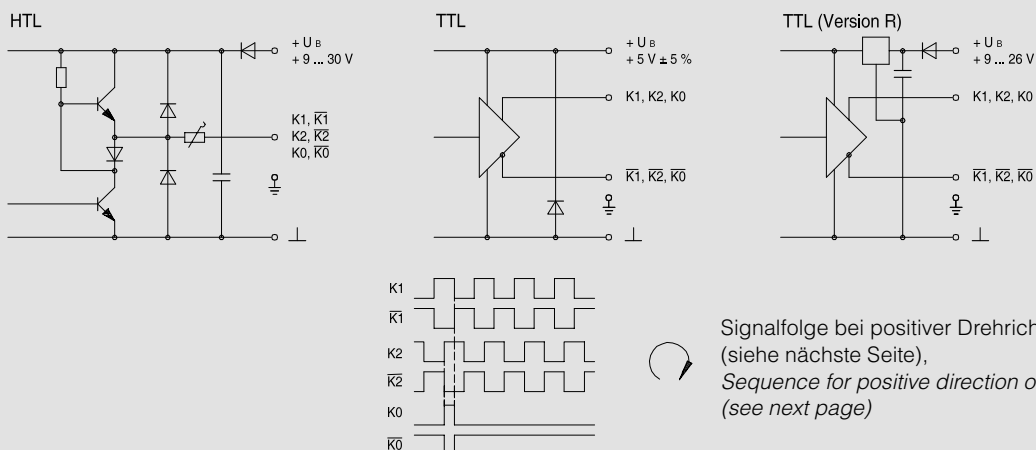 HTL
+ U B
+ 9 ... 30 V
K1, K̅1̅
K2, K̅2̅
K0, K̅0̅
TTL
+ U B
+ 5 V ± 5 %
K1, K2, K0
K̅1̅, K̅2̅, K̅0̅
TTL (Version R)
+ U B
+ 9 ... 26 V
K1, K2, K0
K̅1̅, K̅2̅, K̅0̅
K1
K̅1̅
K2
K̅2̅
K0
K̅0̅
Signalfolge bei positiver Drehrich
(siehe nächste Seite),
Sequence for positive direction o
(see next page)